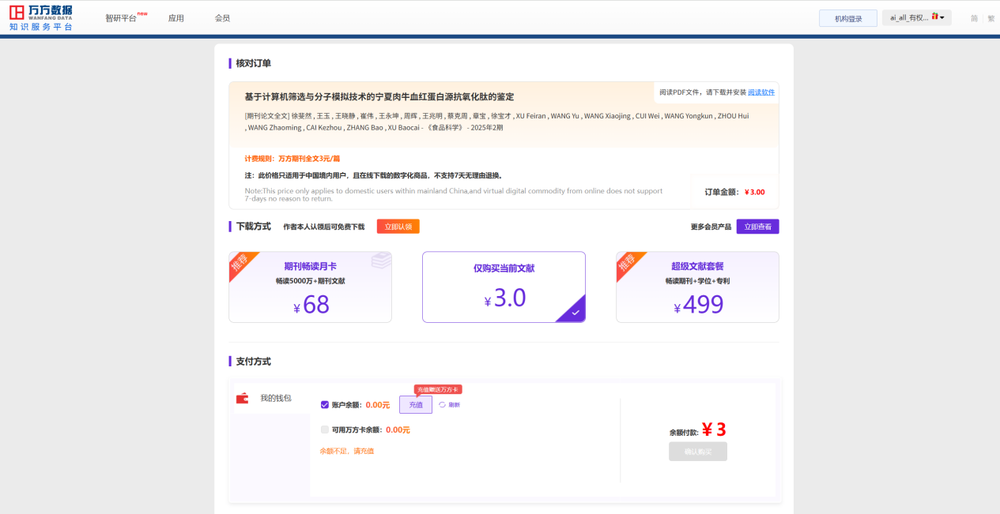 万方数据
WANFANG DATA
知识服务平台
智研平台 new
应用
会员
机构登录
ai_all_有权...
简 繁
核对订单
基于计算机筛选与分子模拟技术的宁夏肉牛血红蛋白源抗氧化肽的鉴定
阅读PDF文件，请下载并安装 阅读软件
[期刊论文全文] 徐斐然 , 王玉 , 王晓静 , 崔伟 , 王永坤 , 周辉 , 王兆明 , 蔡克周 , 章宝 , 徐宝才 , XU Feiran , WANG Yu , WANG Xiaojing , CUI Wei , WANG Yongkun , ZHOU Hui
, WANG Zhaoming , CAI Kezhou , ZHANG Bao , XU Baocai - 《食品科学》 - 2025年2期
计费规则：万方期刊全文3元/篇
注：此价格只适用于中国境内用户，且在线下载的数字化商品，不支持7天无理由退换。
Note:This price only applies to domestic users within mainland China,and virtual digital commodity from online does not support
7-days no reason to return.
订单金额：¥3.00
下载方式
作者本人认领后可免费下载
立即认领
更多会员产品
立即查看
推荐
期刊畅读月卡
畅读5000万+期刊文献
¥68
仅购买当前文献
¥3.0
推荐
超级文献套餐
畅读期刊+学位+专利
¥499
支付方式
我的钱包
充值赠送万方卡
账户余额：0.00元
充值
刷新
可用万方卡余额：0.00元
余额不足，请充值
余额付款：¥3
确认购买